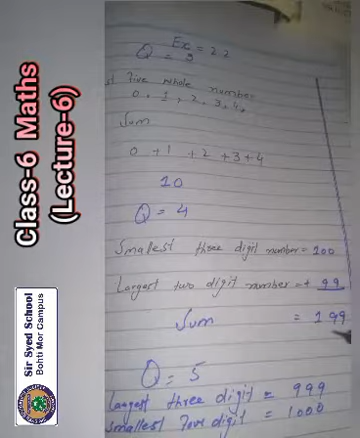 Class-6 Maths
(Lecture-6)
Sir Syed School
Bohti Mor Campus
Ex = 2 2
Q = 3
st Five whole number
0, 1, 2, 3, 4,
Sum
0 + 1 + 2 + 3 + 4
10
Q = 4
Smallest three digit number = 100
Largest two digit number = + 99
Sum = 199
Q = 5
Largest three digit = 999
Smallest Four digit = 1000